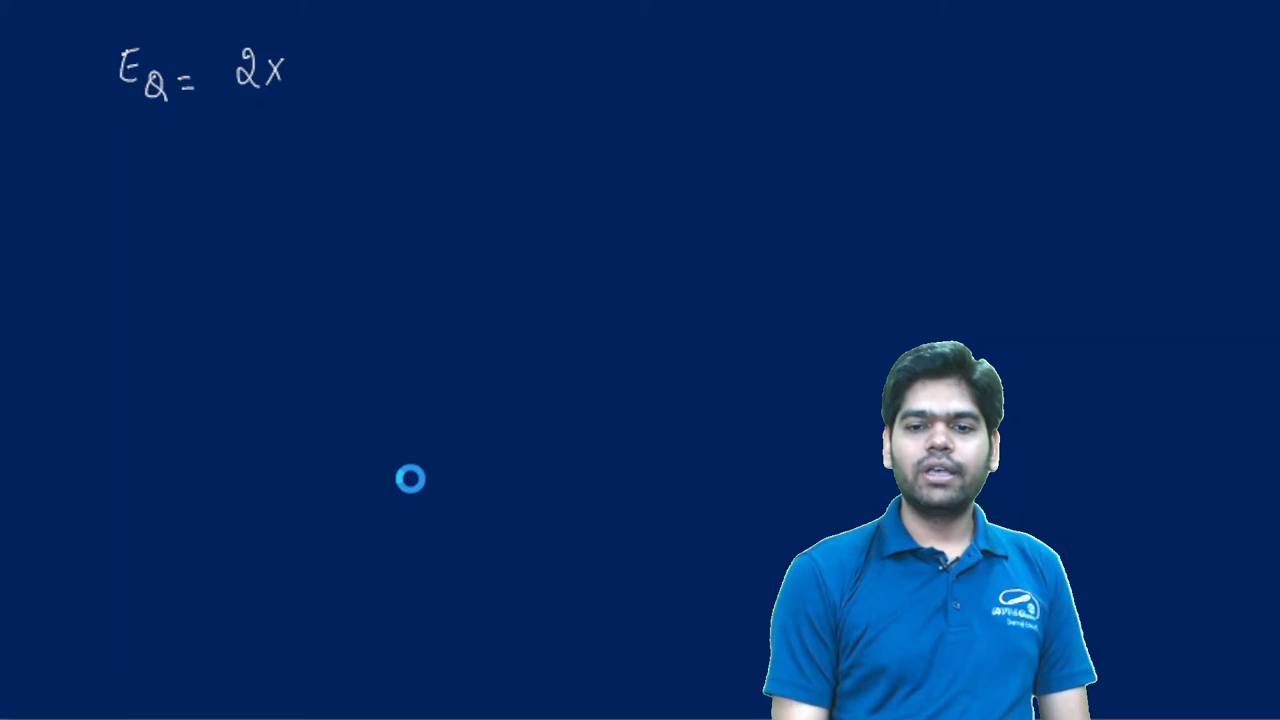 E_Q = 2x